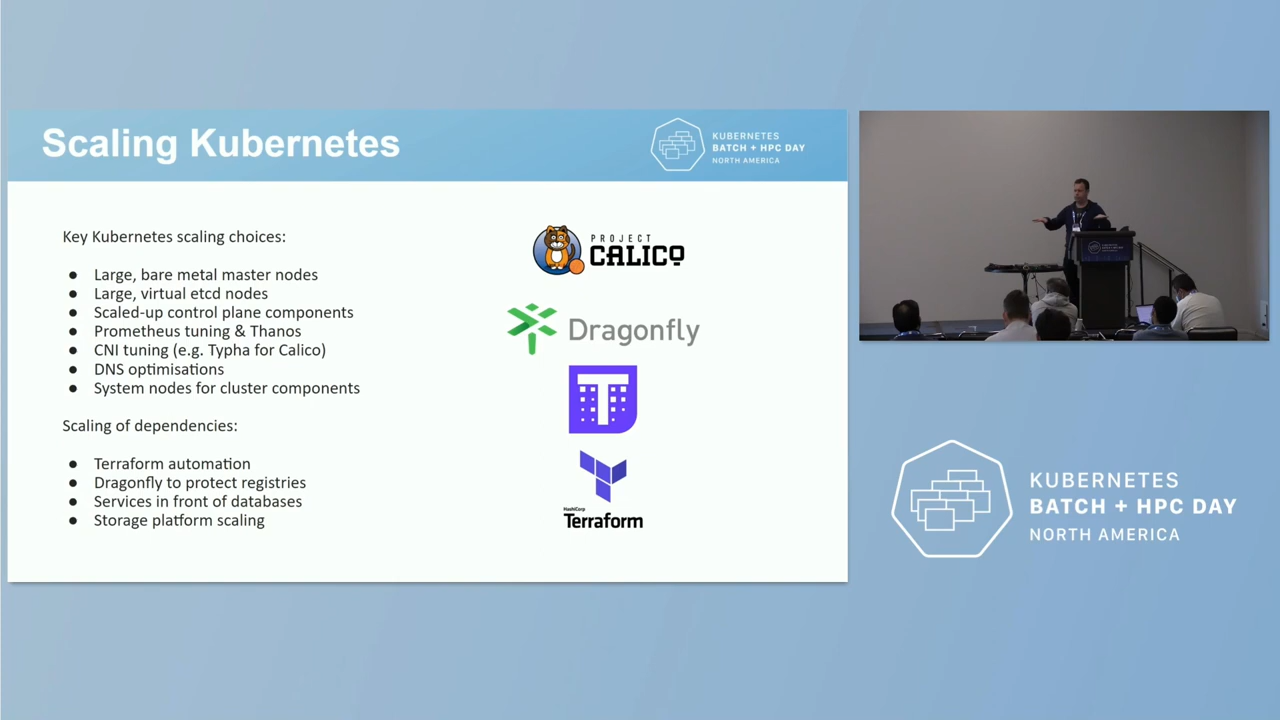 Scaling Kubernetes
KUBERNETES
BATCH + HPC DAY
NORTH AMERICA
Key Kubernetes scaling choices:
● Large, bare metal master nodes
● Large, virtual etcd nodes
● Scaled-up control plane components
● Prometheus tuning & Thanos
● CNI tuning (e.g. Typha for Calico)
● DNS optimisations
● System nodes for cluster components
Scaling of dependencies:
● Terraform automation
● Dragonfly to protect registries
● Services in front of databases
● Storage platform scaling
PROJECT
CALICO
Dragonfly
T
HashiCorp
Terraform
KUBERNETES
BATCH + HPC DAY
NORTH AMERICA